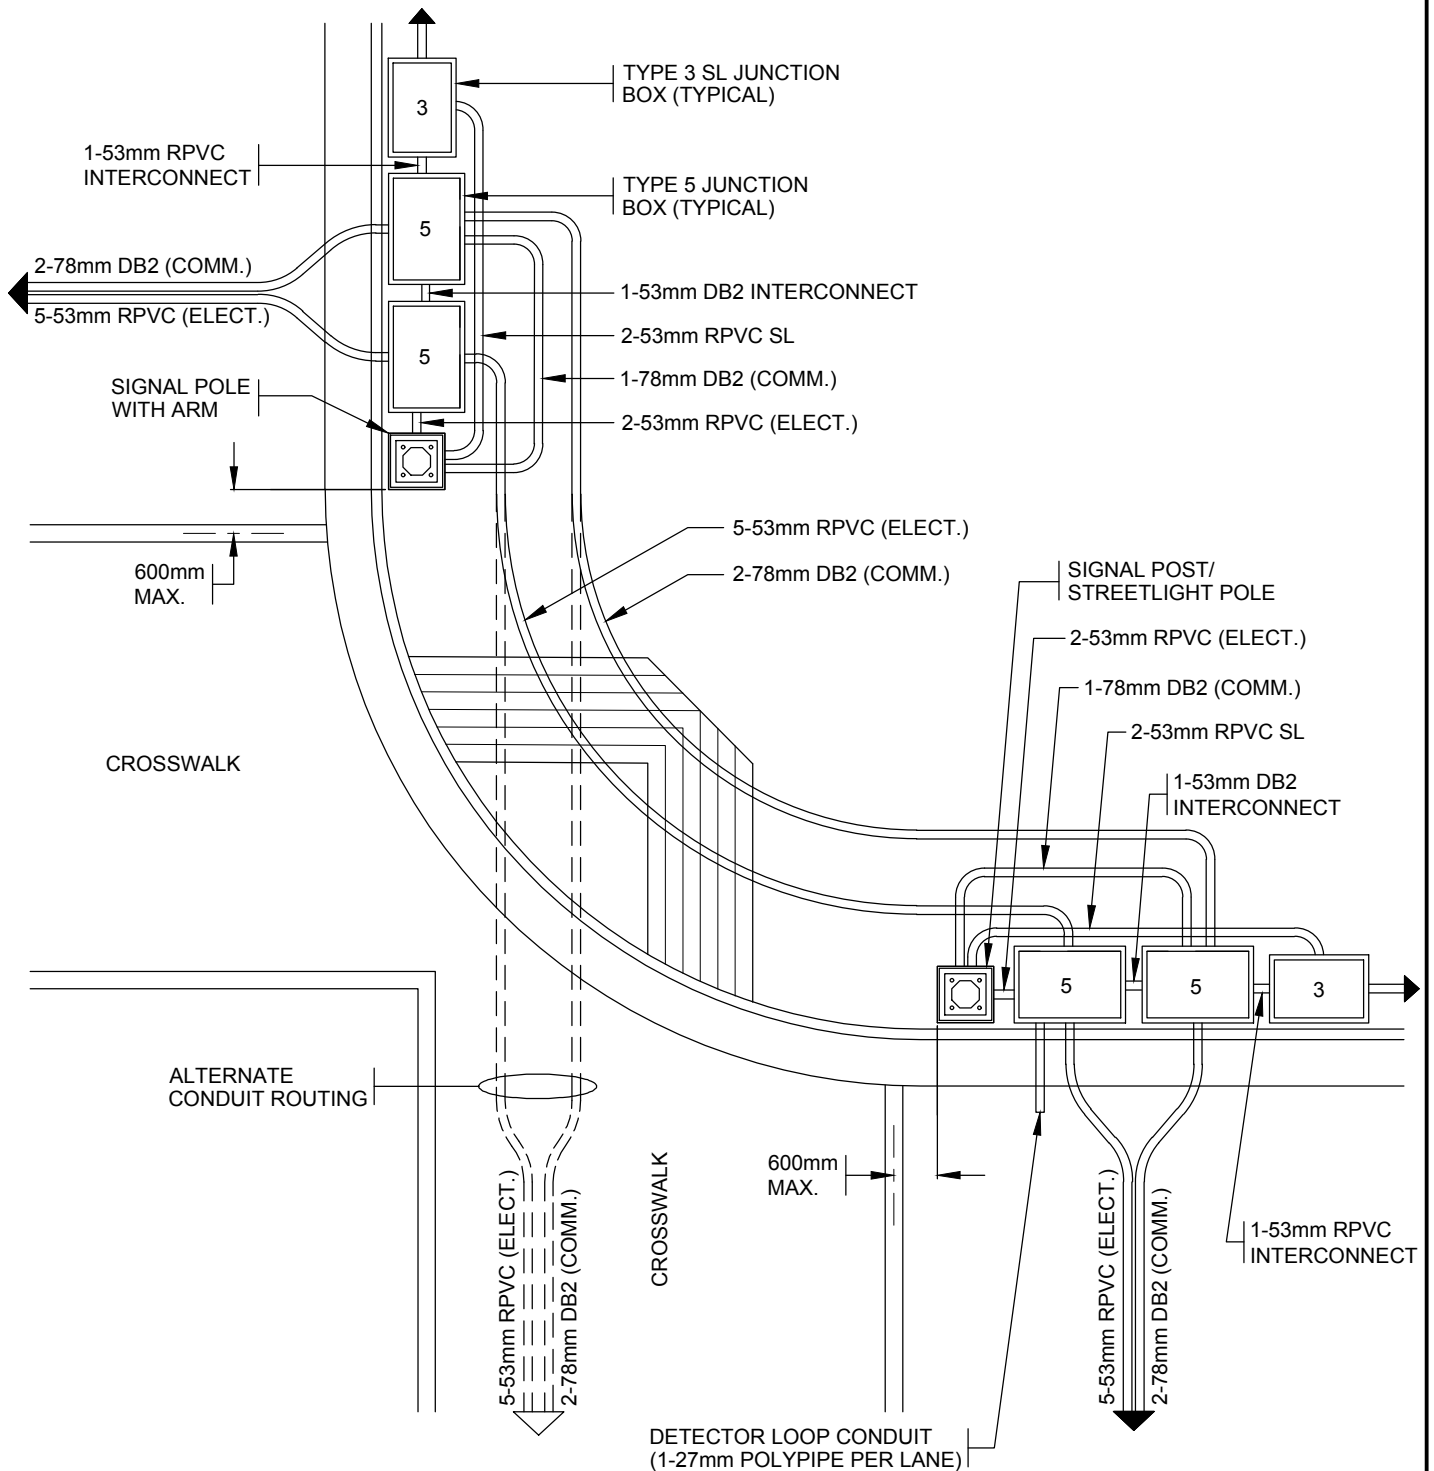 TYPE 3 SL JUNCTION
BOX (TYPICAL)
3
1-53mm RPVC
INTERCONNECT
TYPE 5 JUNCTION
BOX (TYPICAL)
5
2-78mm DB2 (COMM.)
5-53mm RPVC (ELECT.)
1-53mm DB2 INTERCONNECT
2-53mm RPVC SL
5
1-78mm DB2 (COMM.)
SIGNAL POLE
WITH ARM
2-53mm RPVC (ELECT.)
5-53mm RPVC (ELECT.)
2-78mm DB2 (COMM.)
600mm
MAX.
SIGNAL POST/
STREETLIGHT POLE
2-53mm RPVC (ELECT.)
1-78mm DB2 (COMM.)
2-53mm RPVC SL
CROSSWALK
1-53mm DB2
INTERCONNECT
5
5
3
ALTERNATE
CONDUIT ROUTING
600mm
MAX.
CROSSWALK
5-53mm RPVC (ELECT.)
2-78mm DB2 (COMM.)
5-53mm RPVC (ELECT.)
2-78mm DB2 (COMM.)
1-53mm RPVC
INTERCONNECT
DETECTOR LOOP CONDUIT
(1-27mm POLYPIPE PER LANE)